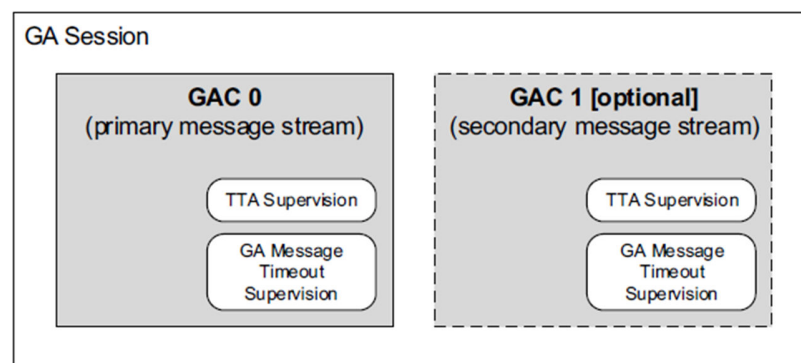 GA Session
GAC 0
(primary message stream)
TTA Supervision
GA Message
Timeout
Supervision
GAC 1 [optional]
(secondary message stream)
TTA Supervision
GA Message
Timeout
Supervision